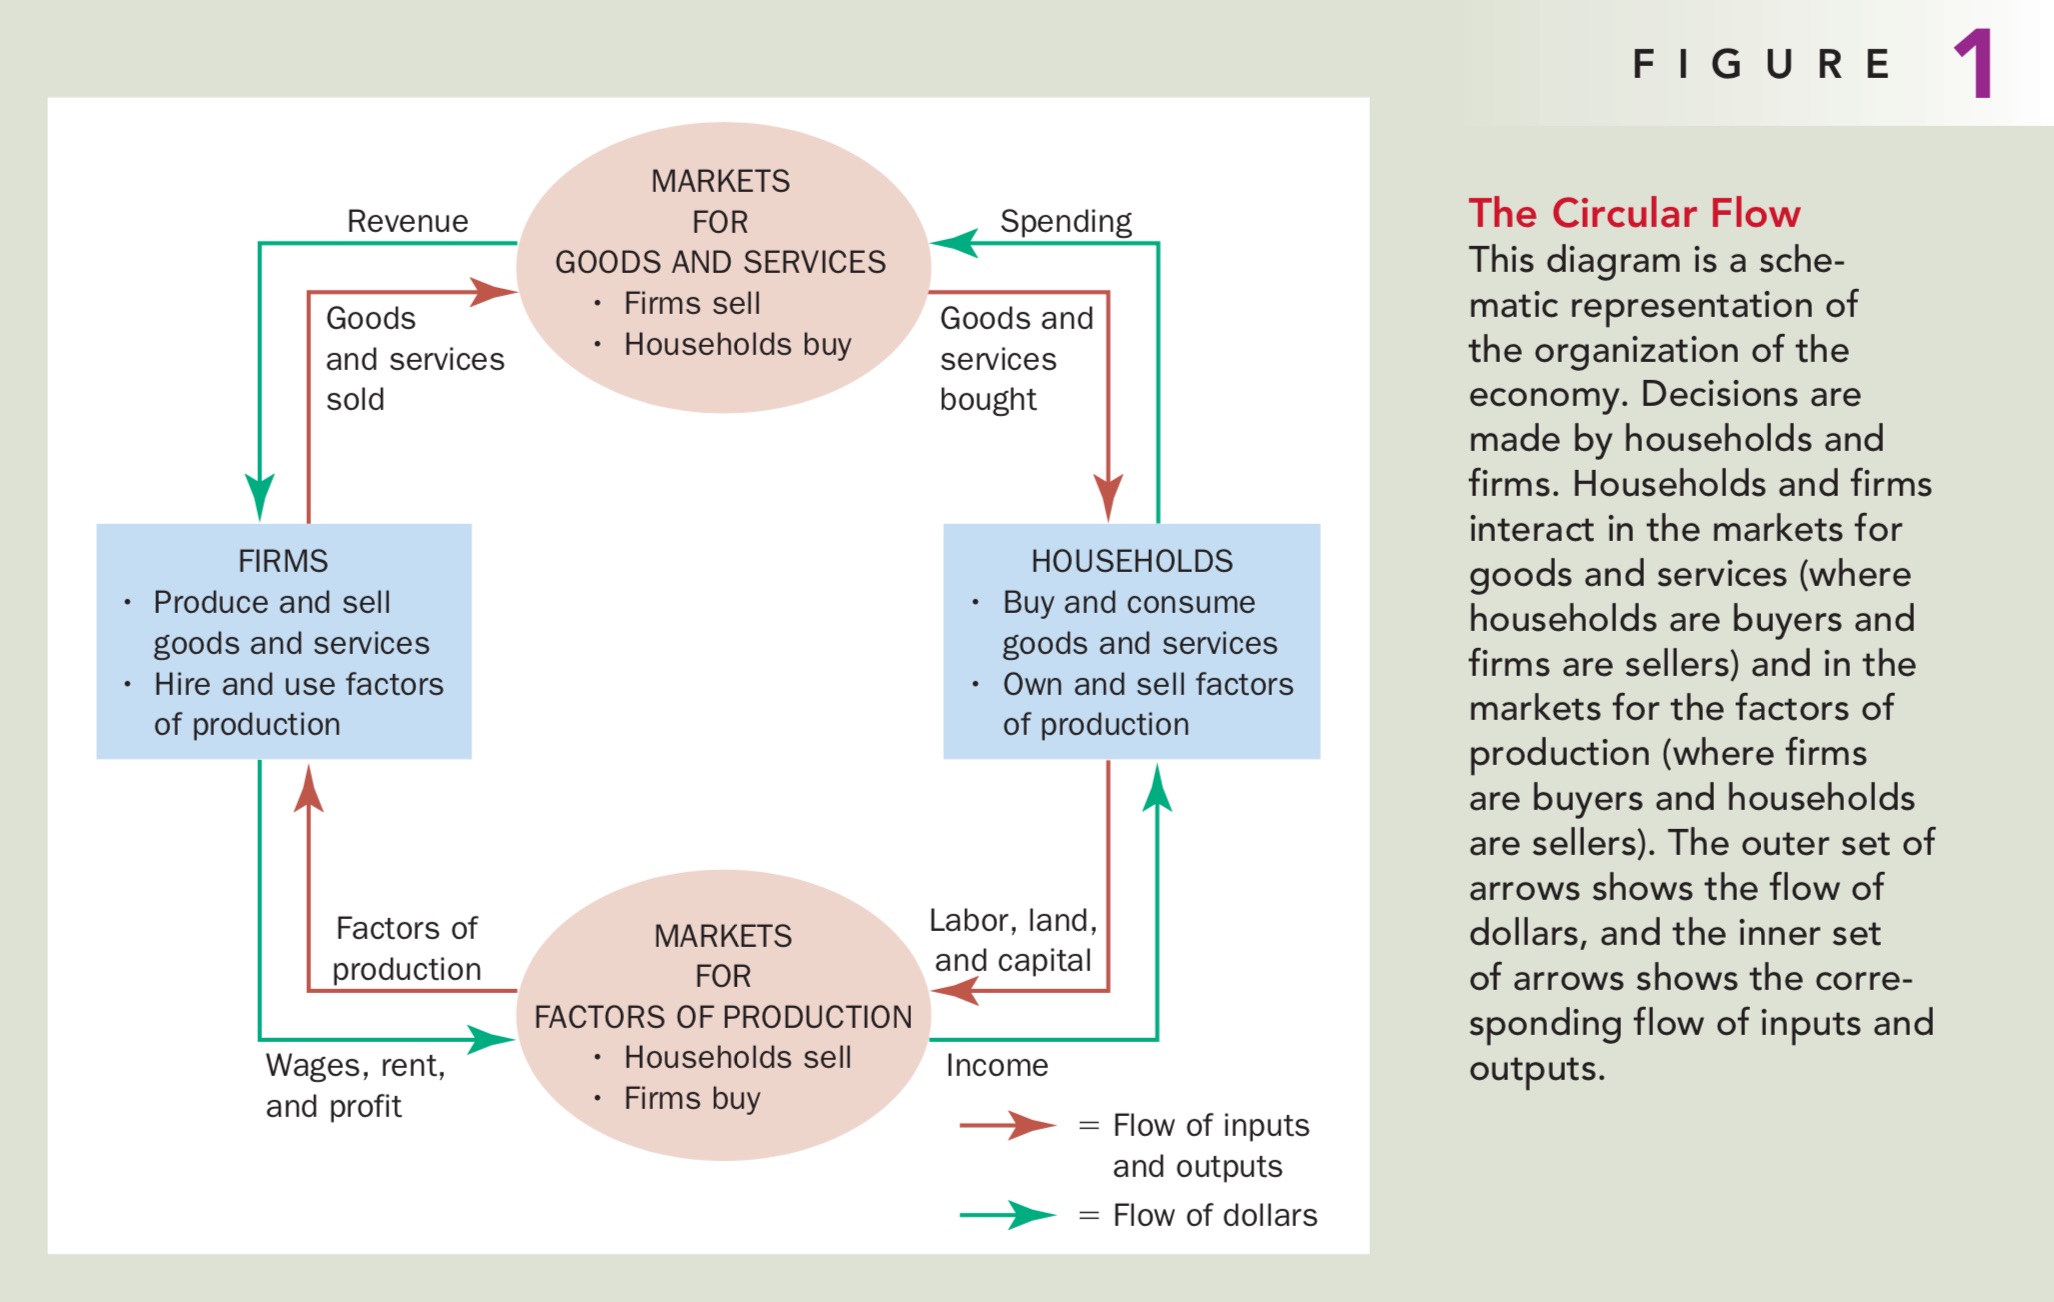 FIGURE 1
MARKETS
FOR
GOODS AND SERVICES
• Firms sell
• Households buy
Revenue
Spending
Goods
and services
sold
Goods and
services
bought
FIRMS
• Produce and sell
goods and services
• Hire and use factors
of production
HOUSEHOLDS
• Buy and consume
goods and services
• Own and sell factors
of production
Factors of
production
Labor, land,
and capital
MARKETS
FOR
FACTORS OF PRODUCTION
• Households sell
• Firms buy
Wages, rent,
and profit
Income
= Flow of inputs
and outputs
= Flow of dollars
The Circular Flow
This diagram is a sche-
matic representation of
the organization of the
economy. Decisions are
made by households and
firms. Households and firms
interact in the markets for
goods and services (where
households are buyers and
firms are sellers) and in the
markets for the factors of
production (where firms
are buyers and households
are sellers). The outer set of
arrows shows the flow of
dollars, and the inner set
of arrows shows the corre-
sponding flow of inputs and
outputs.